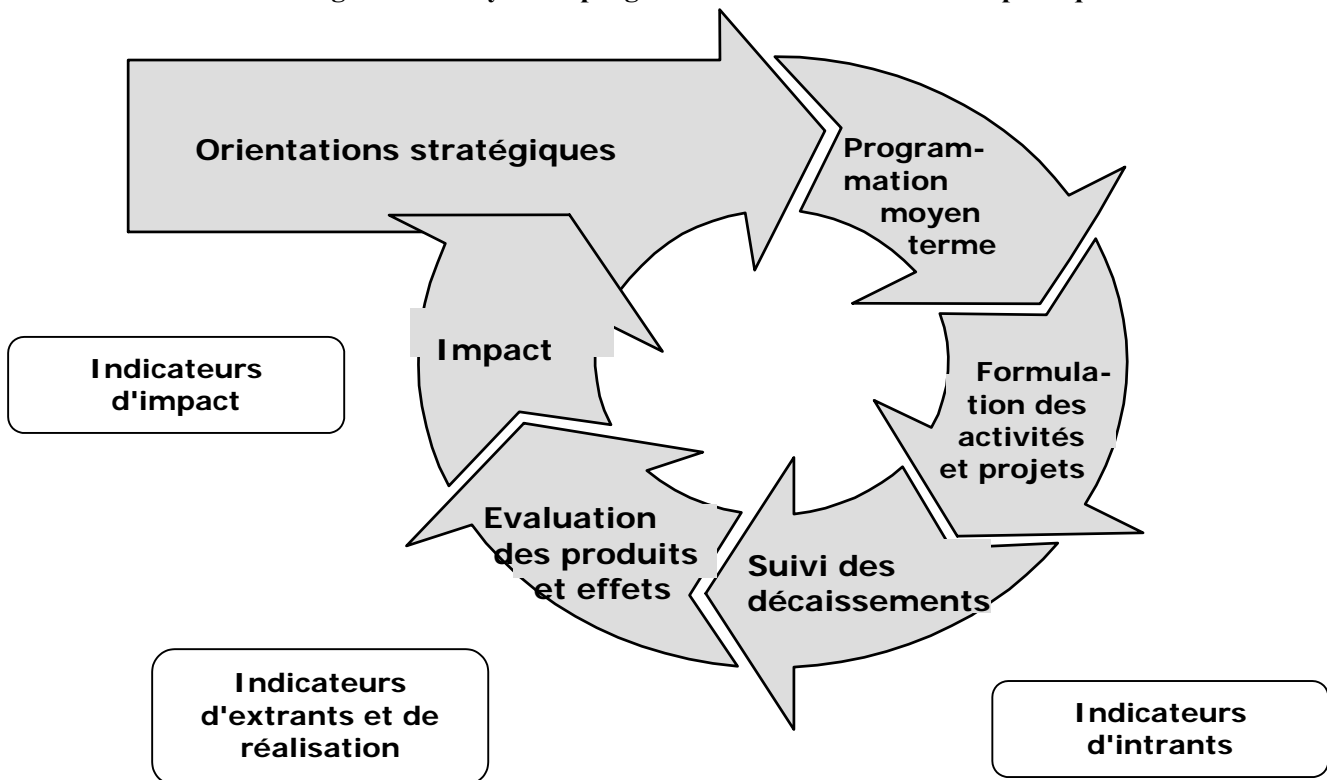 Orientations stratégiques
Program-
mation
moyen
terme
Formula-
tion des
activités
et projets
Suivi des
décaissements
Evaluation
des produits
et effets
Impact
Indicateurs
d'impact
Indicateurs
d'extrants et de
réalisation
Indicateurs
d'intrants